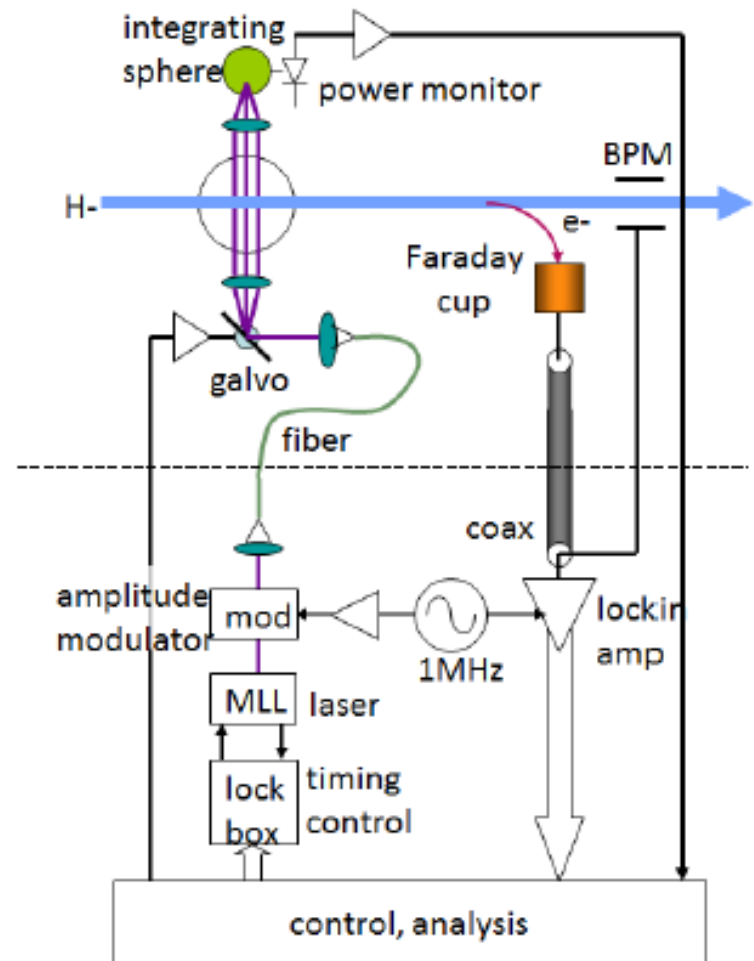 integrating
sphere
power monitor
BPM
H-
e-
Faraday
cup
galvo
fiber
coax
amplitude
modulator
mod
1MHz
lockin
amp
MLL
laser
lock
box
timing
control
control, analysis